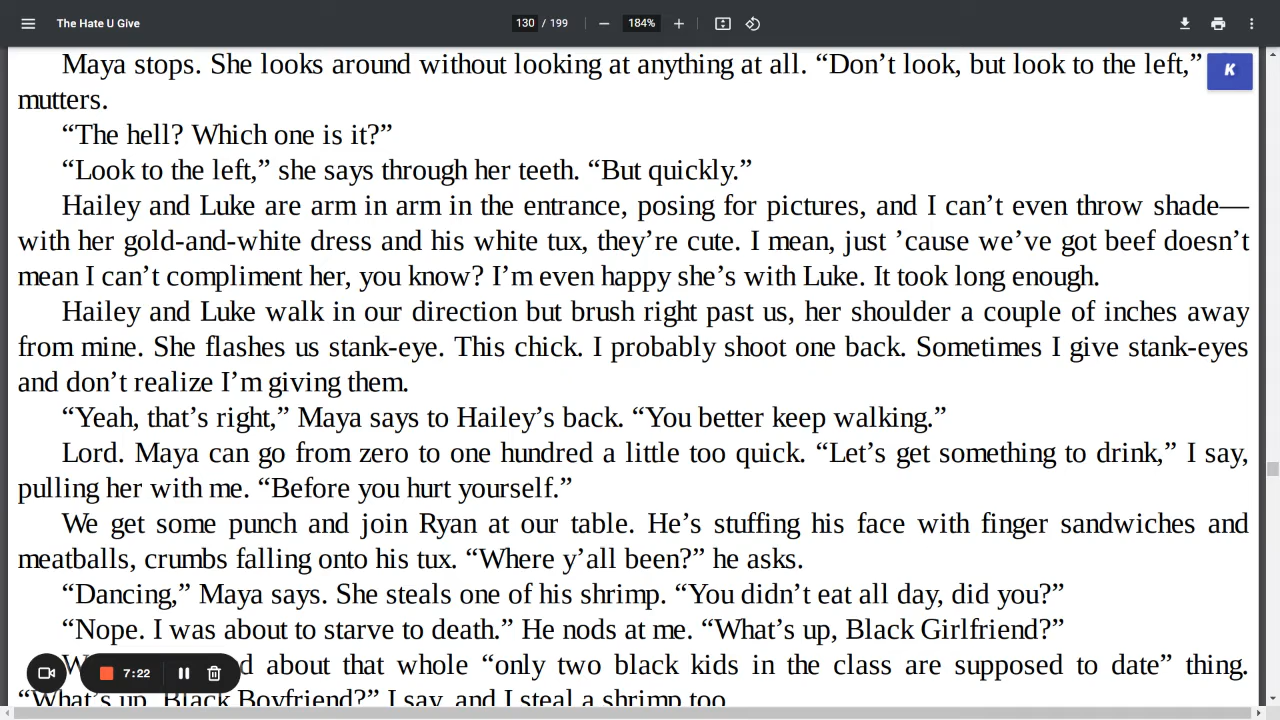 The Hate U Give
130 / 199
184%
Maya stops. She looks around without looking at anything at all. “Don’t look, but look to the left,”
K
mutters.
“The hell? Which one is it?”
“Look to the left,” she says through her teeth. “But quickly.”
Hailey and Luke are arm in arm in the entrance, posing for pictures, and I can’t even throw shade—
with her gold-and-white dress and his white tux, they’re cute. I mean, just ’cause we’ve got beef doesn’t
mean I can’t compliment her, you know? I’m even happy she’s with Luke. It took long enough.
Hailey and Luke walk in our direction but brush right past us, her shoulder a couple of inches away
from mine. She flashes us stank-eye. This chick. I probably shoot one back. Sometimes I give stank-eyes
and don’t realize I’m giving them.
“Yeah, that’s right,” Maya says to Hailey’s back. “You better keep walking.”
Lord. Maya can go from zero to one hundred a little too quick. “Let’s get something to drink,” I say,
pulling her with me. “Before you hurt yourself.”
We get some punch and join Ryan at our table. He’s stuffing his face with finger sandwiches and
meatballs, crumbs falling onto his tux. “Where y’all been?” he asks.
“Dancing,” Maya says. She steals one of his shrimp. “You didn’t eat all day, did you?”
“Nope. I was about to starve to death.” He nods at me. “What’s up, Black Girlfriend?”
about that whole “only two black kids in the class are supposed to date” thing.
7:22
“What’s up, Black Boyfriend?” I say, and I steal a shrimp too.